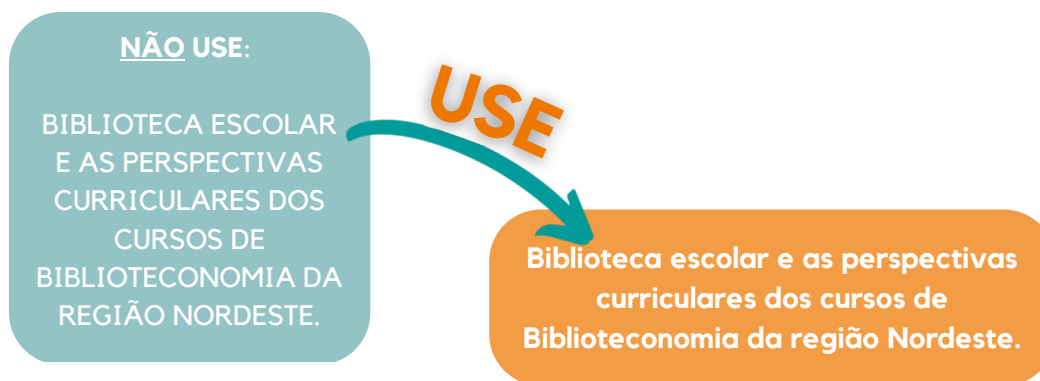 NÃO USE:
BIBLIOTECA ESCOLAR
E AS PERSPECTIVAS
CURRICULARES DOS
CURSOS DE
BIBLIOTECONOMIA DA
REGIÃO NORDESTE.
USE
Biblioteca escolar e as perspectivas
curriculares dos cursos de
Biblioteconomia da região Nordeste.